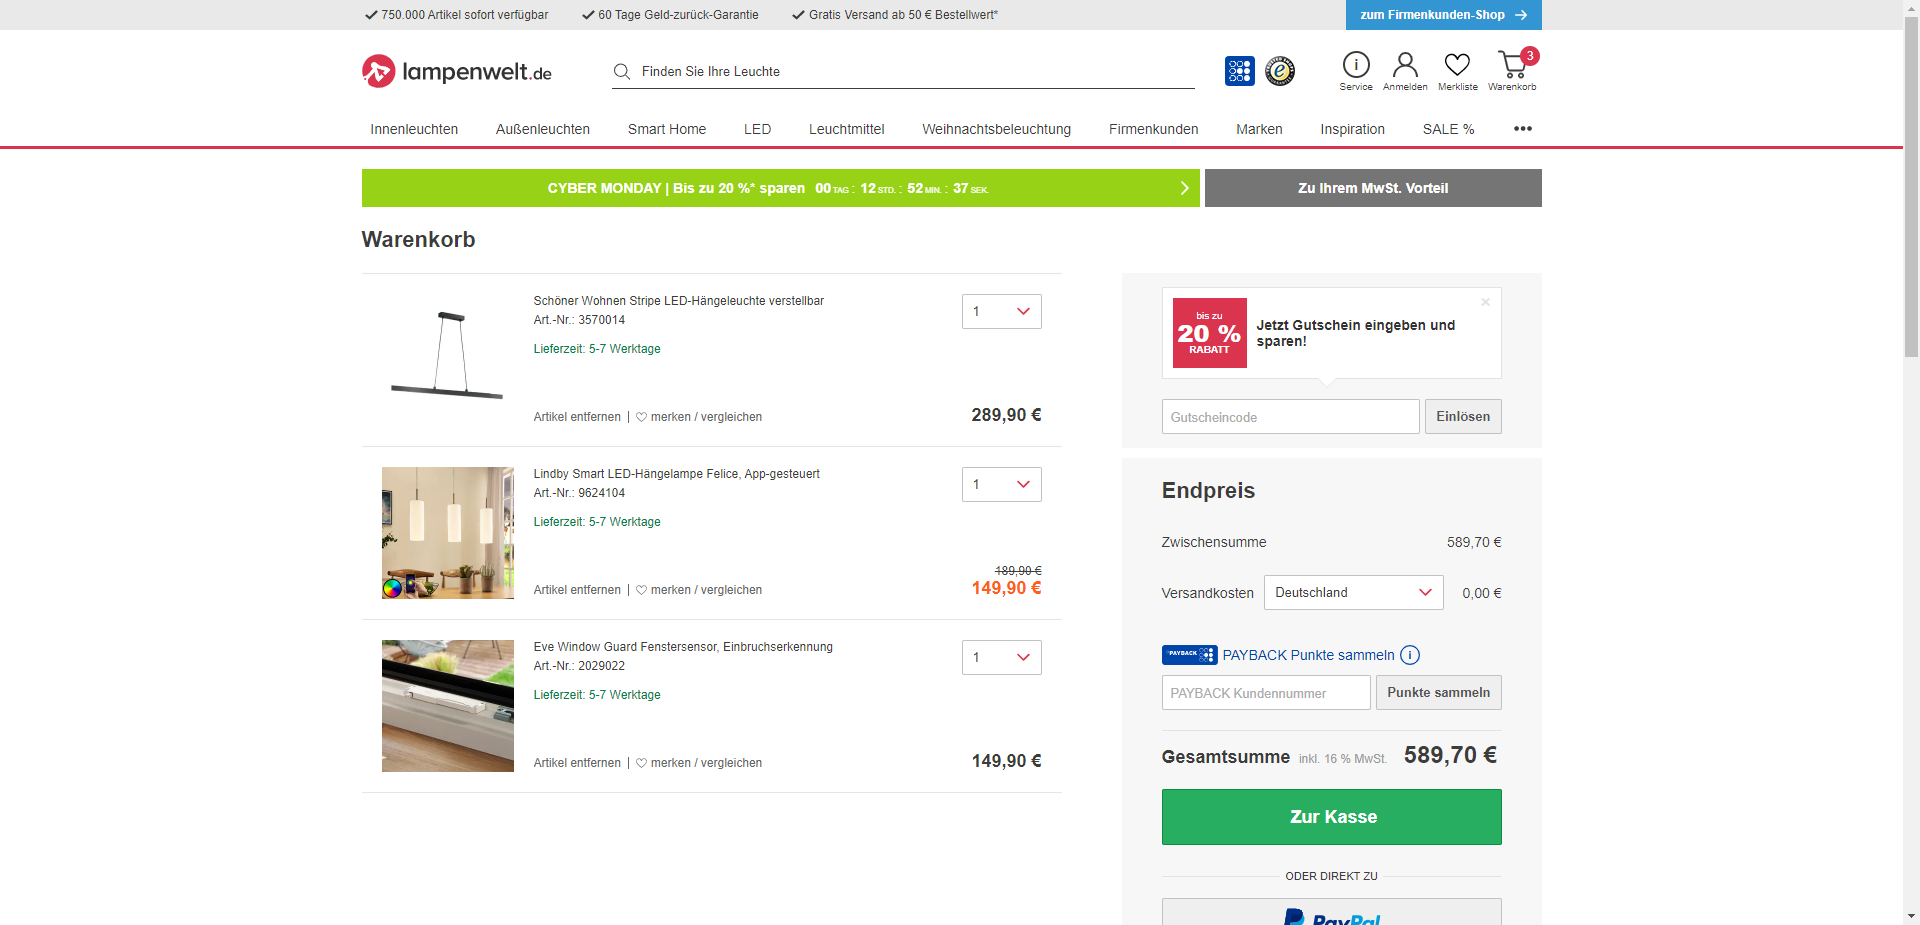 750.000 Artikel sofort verfügbar
60 Tage Geld-zurück-Garantie
Gratis Versand ab 50 € Bestellwert*
zum Firmenkunden-Shop
lampenwelt.de
Finden Sie Ihre Leuchte
Service
Anmelden
Merkliste
3
Warenkorb
Innenleuchten
Außenleuchten
Smart Home
LED
Leuchtmittel
Weihnachtsbeleuchtung
Firmenkunden
Marken
Inspiration
SALE %
CYBER MONDAY | Bis zu 20 %* sparen 00 TAG : 12 STD. : 52 MIN. : 37 SEK.
Zu Ihrem MwSt. Vorteil
Warenkorb
Schöner Wohnen Stripe LED-Hängeleuchte verstellbar
Art.-Nr.: 3570014
Lieferzeit: 5-7 Werktage
1
Artikel entfernen | merken / vergleichen
289,90 €
Lindby Smart LED-Hängelampe Felice, App-gesteuert
Art.-Nr.: 9624104
Lieferzeit: 5-7 Werktage
1
Artikel entfernen | merken / vergleichen
189,90 €
149,90 €
Eve Window Guard Fenstersensor, Einbruchserkennung
Art.-Nr.: 2029022
Lieferzeit: 5-7 Werktage
1
Artikel entfernen | merken / vergleichen
149,90 €
bis zu
20 %
RABATT
Jetzt Gutschein eingeben und
sparen!
Gutscheincode
Einlösen
Endpreis
Zwischensumme
589,70 €
Versandkosten
Deutschland
0,00 €
PAYBACK
PAYBACK Punkte sammeln
PAYBACK Kundennummer
Punkte sammeln
Gesamtsumme inkl. 16 % MwSt. 589,70 €
Zur Kasse
ODER DIREKT ZU
PayPal